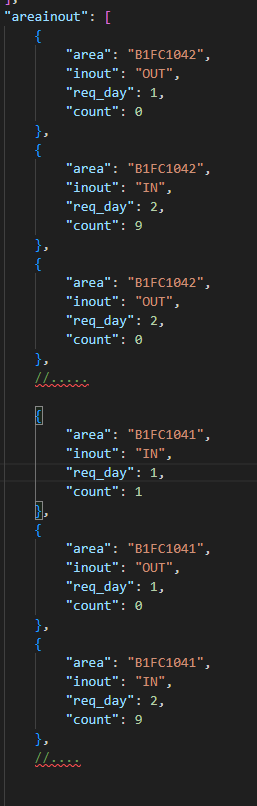 ],
"areainout": [
{
"area": "B1FC1042",
"inout": "OUT",
"req_day": 1,
"count": 0
},
{
"area": "B1FC1042",
"inout": "IN",
"req_day": 2,
"count": 9
},
{
"area": "B1FC1042",
"inout": "OUT",
"req_day": 2,
"count": 0
},
//.....
{
"area": "B1FC1041",
"inout": "IN",
"req_day": 1,
"count": 1
},
{
"area": "B1FC1041",
"inout": "OUT",
"req_day": 1,
"count": 0
},
{
"area": "B1FC1041",
"inout": "IN",
"req_day": 2,
"count": 9
},
//....